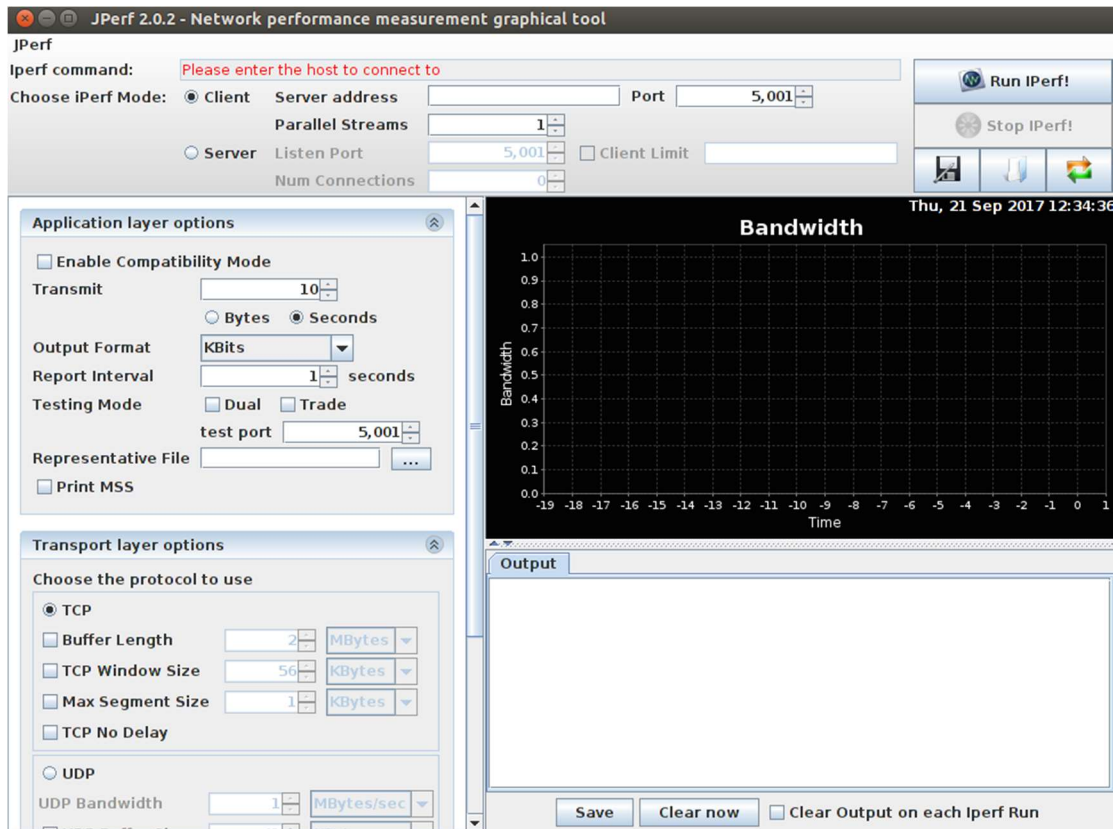 JPerf 2.0.2 - Network performance measurement graphical tool
JPerf
Iperf command: Please enter the host to connect to
Run IPerf!
Choose iPerf Mode: Client Server address Port 5,001
Parallel Streams 1
Stop IPerf!
Server Listen Port 5,001 Client Limit
Num Connections 0
Application layer options
Enable Compatibility Mode
Transmit 10
Bytes Seconds
Output Format KBits
Report Interval 1 seconds
Testing Mode Dual Trade
test port 5,001
Representative File ...
Print MSS
Transport layer options
Choose the protocol to use
TCP
Buffer Length 2 MBytes
TCP Window Size 56 KBytes
Max Segment Size 1 KBytes
TCP No Delay
UDP
UDP Bandwidth 1 MBytes/sec
Thu, 21 Sep 2017 12:34:36
Bandwidth
1.0
0.9
0.8
0.7
0.6
0.5
0.4
0.3
0.2
0.1
0.0
Bandwidth
-19 -18 -17 -16 -15 -14 -13 -12 -11 -10 -9 -8 -7 -6 -5 -4 -3 -2 -1 0 1
Time
Output
Save Clear now Clear Output on each Iperf Run